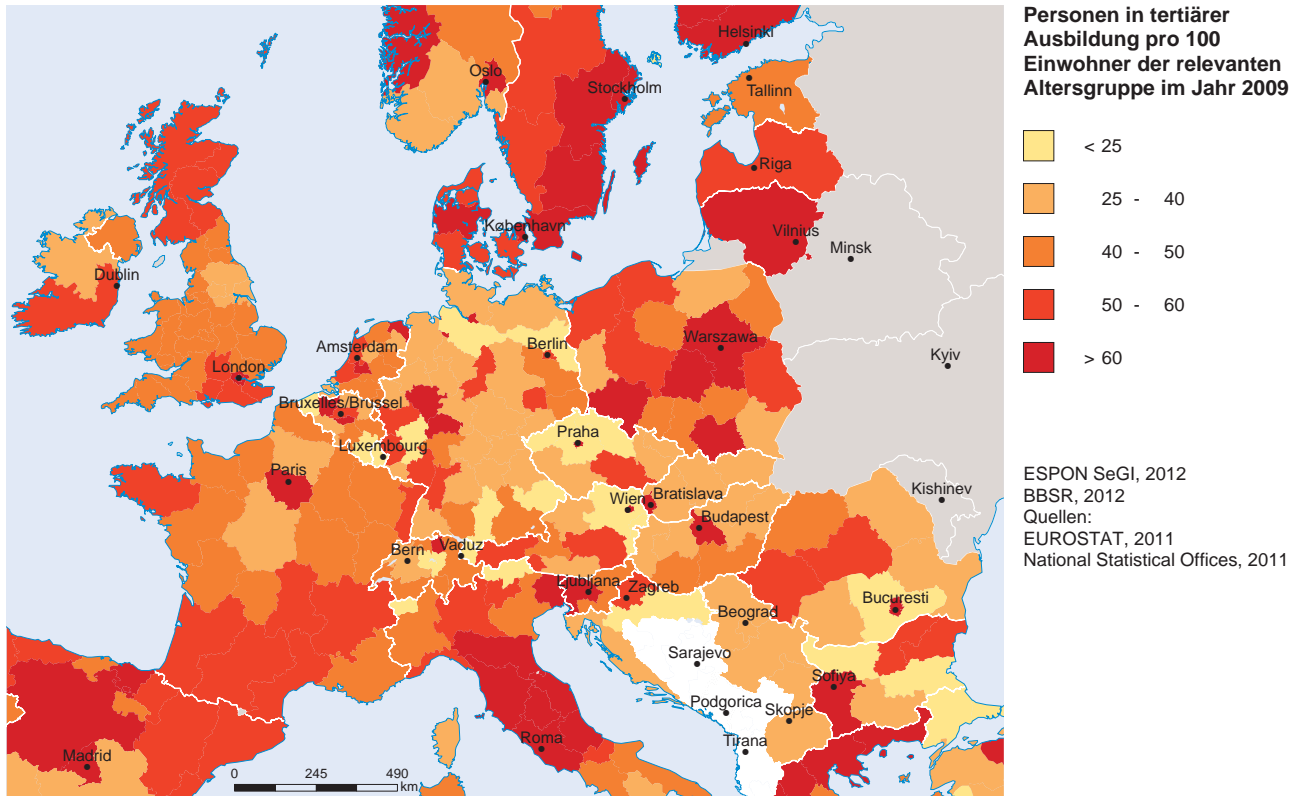 Personen in tertiärer
Ausbildung pro 100
Einwohner der relevanten
Altersgruppe im Jahr 2009
< 25
25 - 40
40 - 50
50 - 60
> 60
ESPON SeGI, 2012
BBSR, 2012
Quellen:
EUROSTAT, 2011
National Statistical Offices, 2011
Helsinki
Oslo
Stockholm
Tallinn
Riga
København
Vilnius
Minsk
Dublin
Amsterdam
Berlin
Warszawa
London
Kyiv
Bruxelles/Brussel
Praha
Luxembourg
Paris
Wien
Bratislava
Kishinev
Budapest
Bern
Vaduz
Ljubljana
Zagreb
Bucuresti
Beograd
Sarajevo
Sofiya
Podgorica
Skopje
Roma
Tirana
Madrid
0 245 490
km